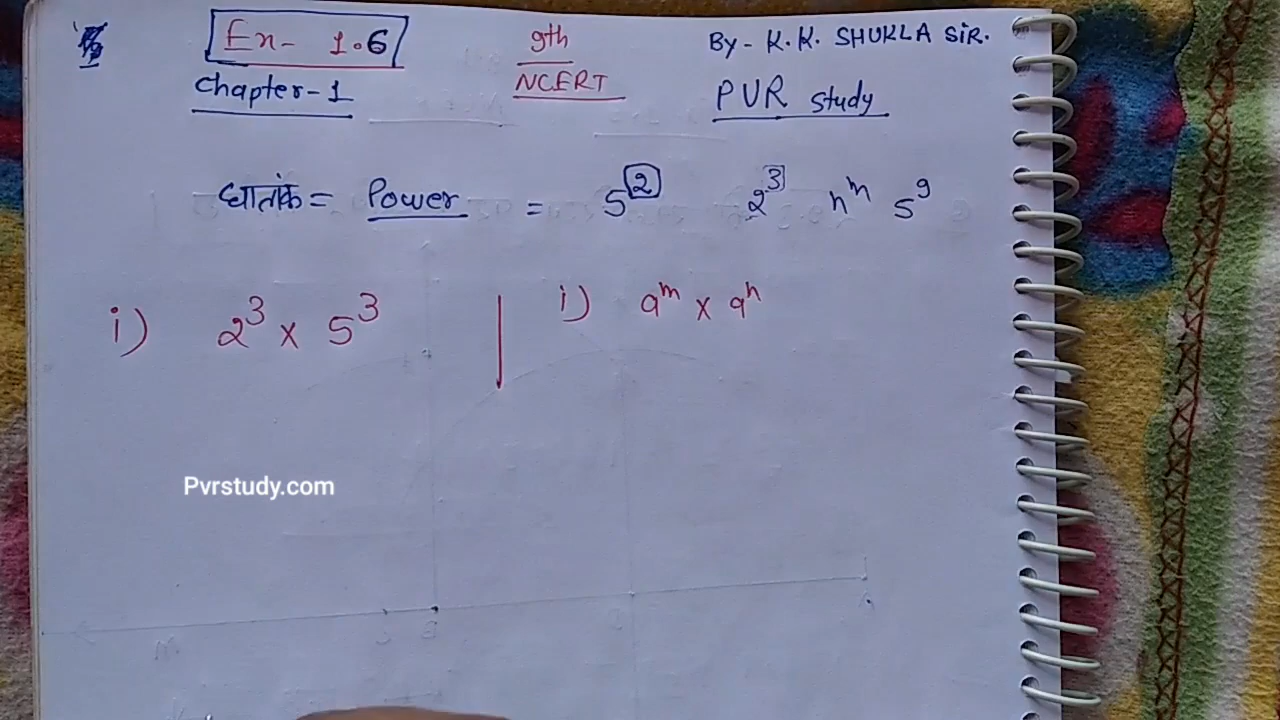 Ex- 1.6 9th BY- K.K. SHUKLA SIR.
Chapter-1 NCERT PVR Study
घातांक = Power = 5² 2³ nᵐ 5⁹
i) 2³ x 5³ i) aᵐ x aⁿ
Pvrstudy.com